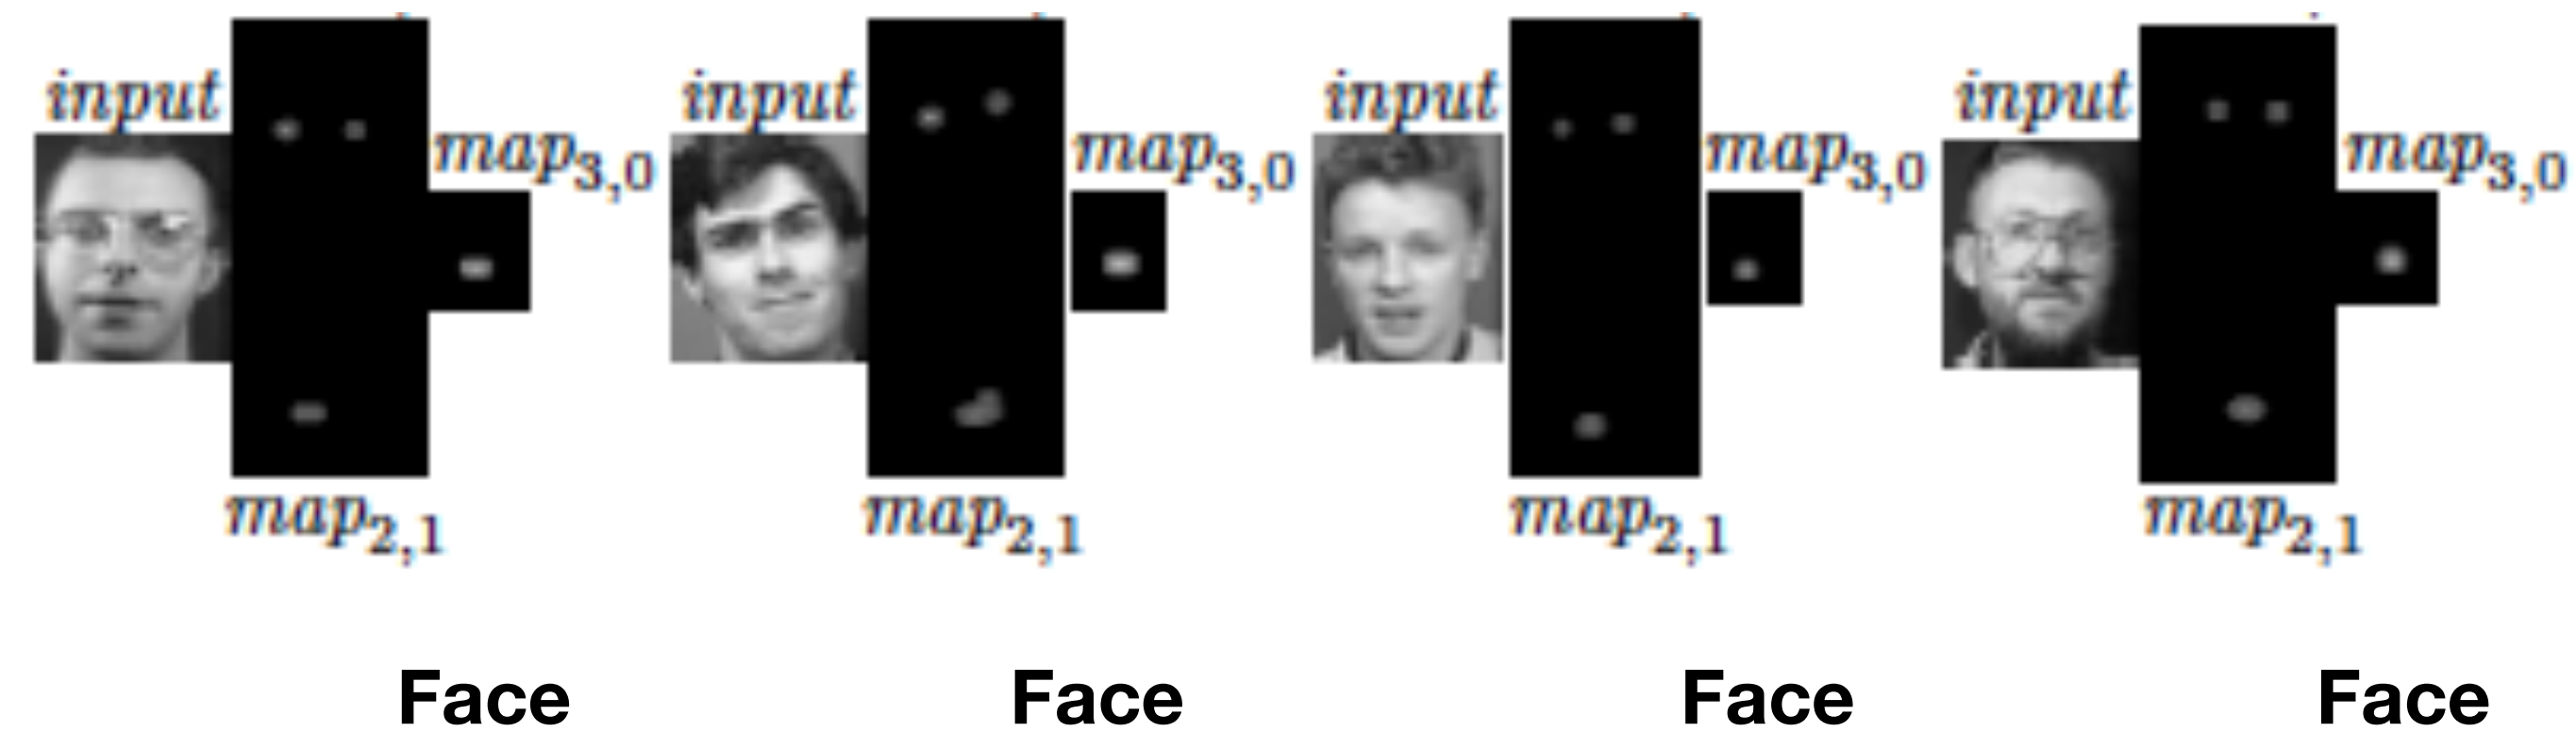 input input input input
map3,0 map3,0 map3,0 map3,0
map2,1 map2,1 map2,1 map2,1
Face Face Face Face